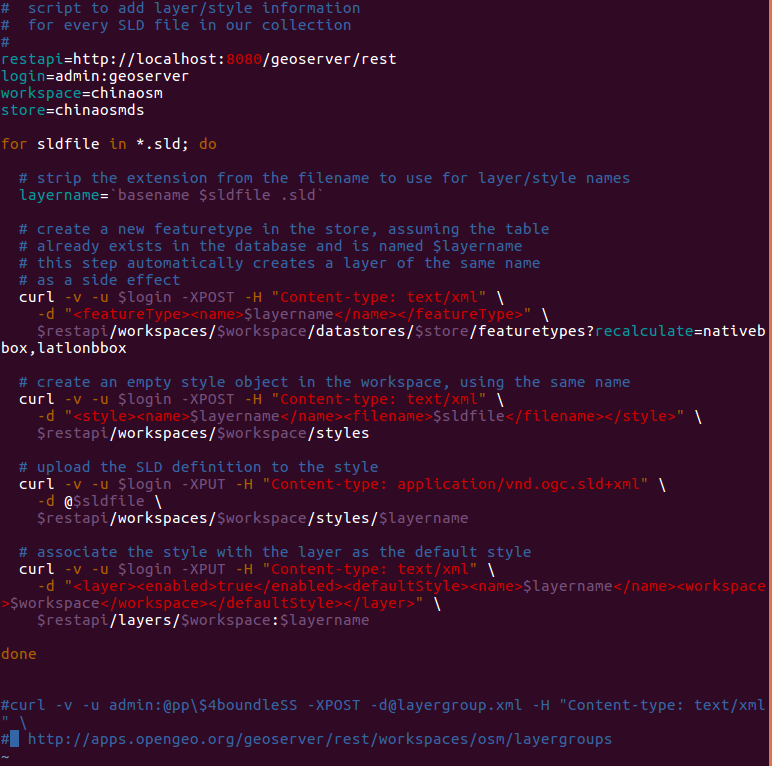 #  script to add layer/style information
#  for every SLD file in our collection
#
restapi=http://localhost:8080/geoserver/rest
login=admin:geoserver
workspace=chinaosm
store=chinaosmds

for sldfile in *.sld; do

  # strip the extension from the filename to use for layer/style names
  layername=`basename $sldfile .sld`

  # create a new featuretype in the store, assuming the table
  # already exists in the database and is named $layername
  # this step automatically creates a layer of the same name
  # as a side effect
  curl -v -u $login -XPOST -H "Content-type: text/xml" \
    -d "<featureType><name>$layername</name></featureType>" \
    $restapi/workspaces/$workspace/datastores/$store/featuretypes?recalculate=nativeb
box,latlonbbox

  # create an empty style object in the workspace, using the same name
  curl -v -u $login -XPOST -H "Content-type: text/xml" \
    -d "<style><name>$layername</name><filename>$sldfile</filename></style>" \
    $restapi/workspaces/$workspace/styles

  # upload the SLD definition to the style
  curl -v -u $login -XPUT -H "Content-type: application/vnd.ogc.sld+xml" \
    -d @$sldfile \
    $restapi/workspaces/$workspace/styles/$layername

  # associate the style with the layer as the default style
  curl -v -u $login -XPUT -H "Content-type: text/xml" \
    -d "<layer><enabled>true</enabled><defaultStyle><name>$layername</name><workspace
>$workspace</workspace></defaultStyle></layer>" \
    $restapi/layers/$workspace:$layername

done


#curl -v -u admin:@pp\$4boundleSS -XPOST -d@layergroup.xml -H "Content-type: text/xml
" \
#  http://apps.opengeo.org/geoserver/rest/workspaces/osm/layergroups
~